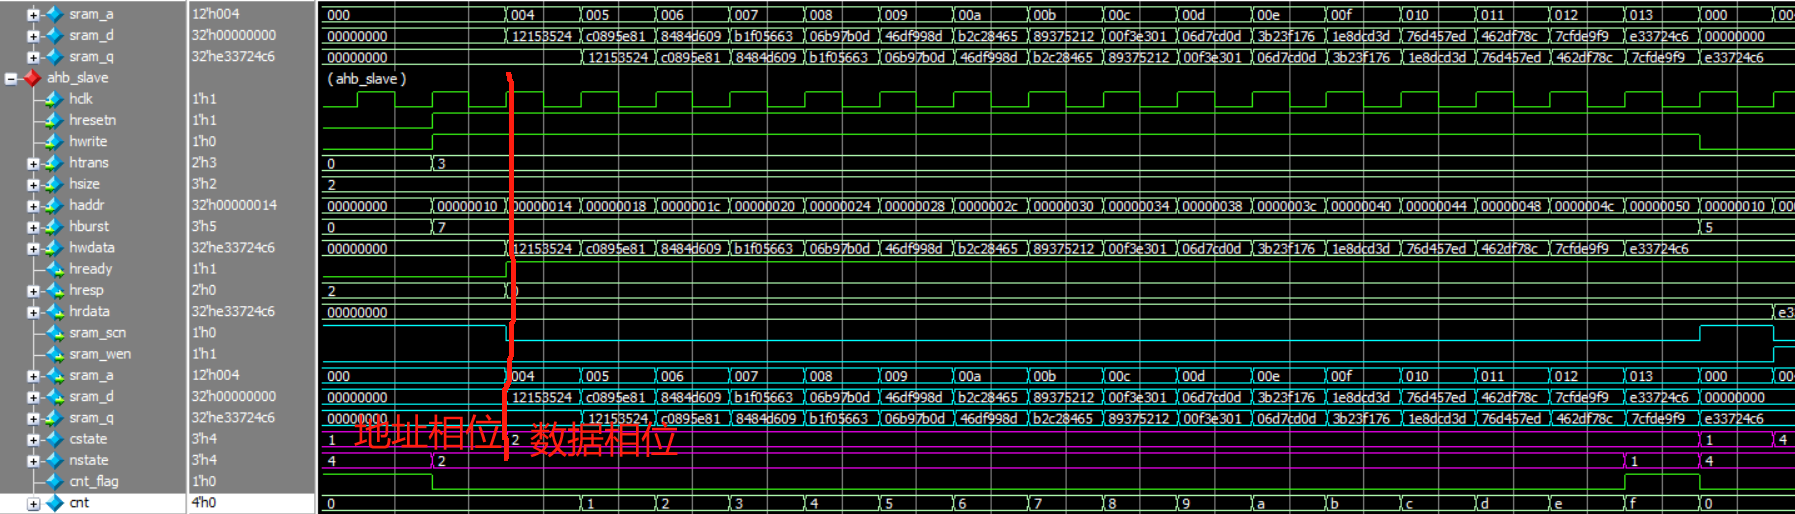 sram_a 12'h004 000 004 005 006 007 008 009 00a 00b 00c 00d 00e 00f 010 011 012 013 000 00
sram_d 32'h00000000 00000000 12153524 c0895e81 8484d609 b1f05663 06b97b0d 46df998d b2c28465 89375212 00f3e301 06d7cd0d 3b23f176 1e8dcd3d 76d457ed 462df78c 7cfde9f9 e33724c6 00000000
sram_q 32'he33724c6 00000000 12153524 c0895e81 8484d609 b1f05663 06b97b0d 46df998d b2c28465 89375212 00f3e301 06d7cd0d 3b23f176 1e8dcd3d 76d457ed 462df78c 7cfde9f9 e33724c6
ahb_slave (ahb_slave)
hclk 1'h1
hresetn 1'h1
hwrite 1'h0
htrans 2'h3 0 3
hsize 3'h2 2
haddr 32'h00000014 00000000 00000010 00000014 00000018 0000001c 00000020 00000024 00000028 0000002c 00000030 00000034 00000038 0000003c 00000040 00000044 00000048 0000004c 00000050 00000010 00
hburst 3'h5 0 7 5
hwdata 32'he33724c6 00000000 12153524 c0895e81 8484d609 b1f05663 06b97b0d 46df998d b2c28465 89375212 00f3e301 06d7cd0d 3b23f176 1e8dcd3d 76d457ed 462df78c 7cfde9f9 e33724c6
hready 1'h1
hresp 2'h0 2 0
hrdata 32'he33724c6 00000000 e3
sram_scn 1'h0
sram_wen 1'h1
sram_a 12'h004 000 004 005 006 007 008 009 00a 00b 00c 00d 00e 00f 010 011 012 013 000 00
sram_d 32'h00000000 00000000 12153524 c0895e81 8484d609 b1f05663 06b97b0d 46df998d b2c28465 89375212 00f3e301 06d7cd0d 3b23f176 1e8dcd3d 76d457ed 462df78c 7cfde9f9 e33724c6 00000000
sram_q 32'he33724c6 00000000 12153524 c0895e81 8484d609 b1f05663 06b97b0d 46df998d b2c28465 89375212 00f3e301 06d7cd0d 3b23f176 1e8dcd3d 76d457ed 462df78c 7cfde9f9 e33724c6
地址相位 数据相位
cstate 3'h4 1 2 1 4
nstate 3'h4 4 2 1 4
cnt_flag 1'h0
cnt 4'h0 0 1 2 3 4 5 6 7 8 9 a b c d e f 0